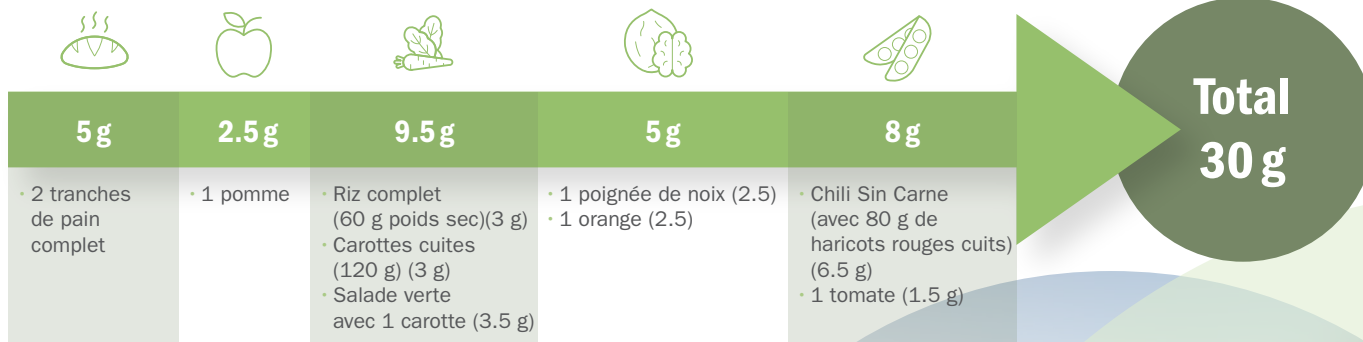 5 g
2.5 g
9.5 g
5 g
8 g
Total
30 g
· 2 tranches
de pain
complet
· 1 pomme
· Riz complet
(60 g poids sec)(3 g)
· Carottes cuites
(120 g) (3 g)
· Salade verte
avec 1 carotte (3.5 g)
· 1 poignée de noix (2.5)
· 1 orange (2.5)
· Chili Sin Carne
(avec 80 g de
haricots rouges cuits)
(6.5 g)
· 1 tomate (1.5 g)